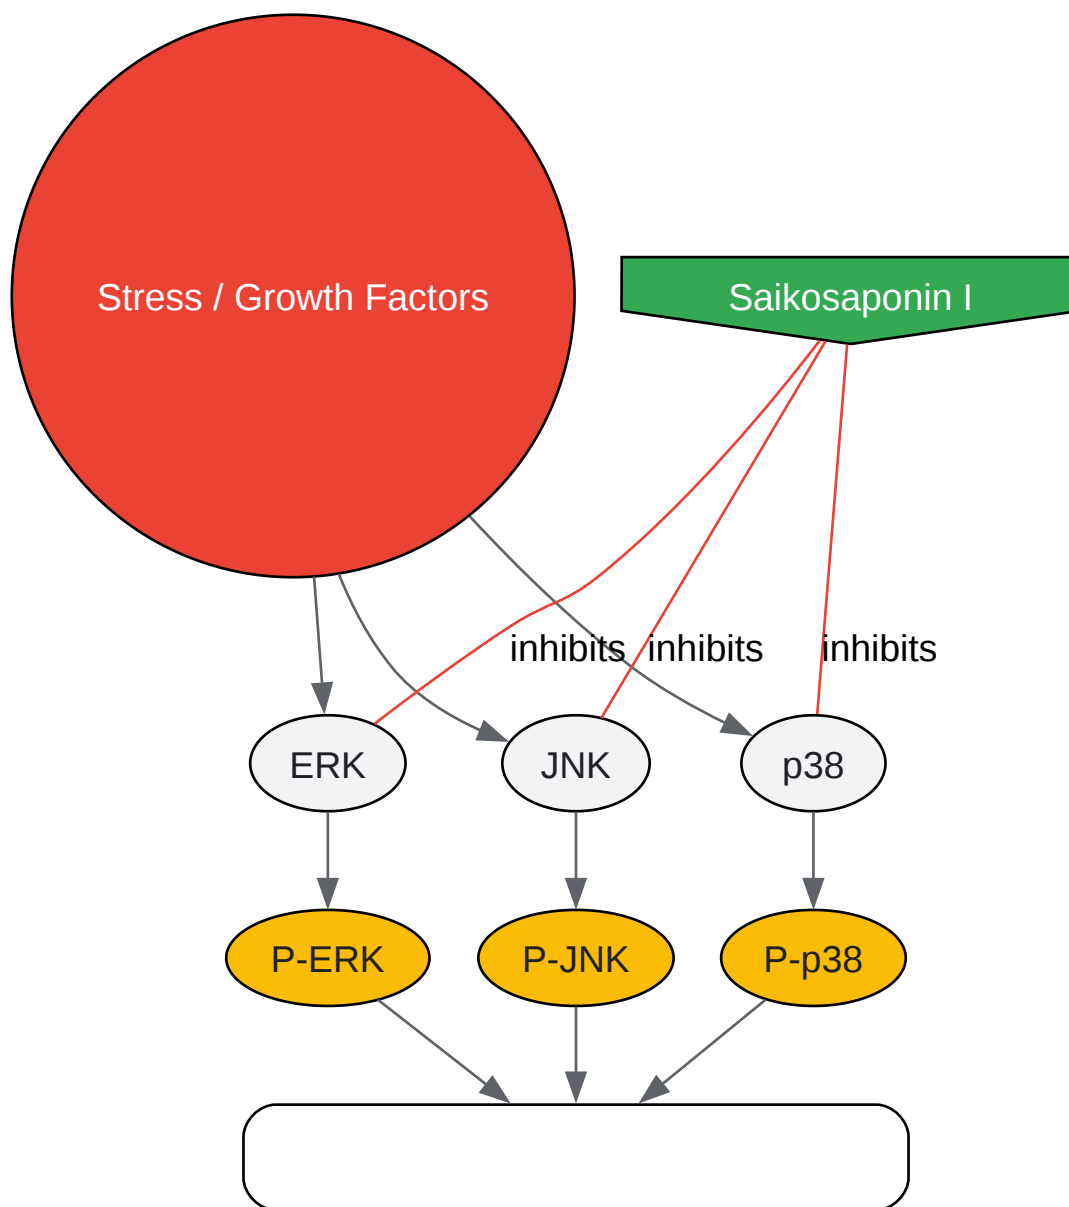 Stress / Growth Factors
Saikosaponin I
inhibits
inhibits
inhibits
ERK
JNK
p38
P-ERK
P-JNK
P-p38